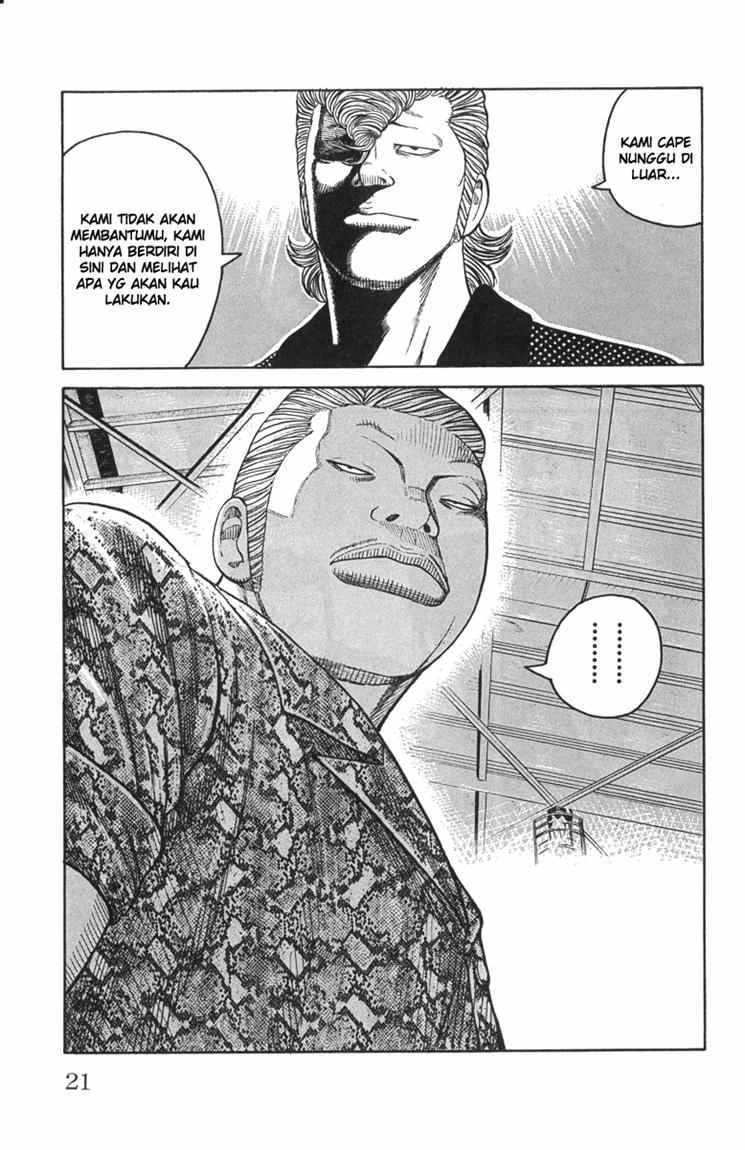 KAMI CAPE
NUNGGU DI
LUAR...
KAMI TIDAK AKAN
MEMBANTUMU, KAMI
HANYA BERDIRI DI
SINI DAN MELIHAT
APA YG AKAN KAU
LAKUKAN.
21